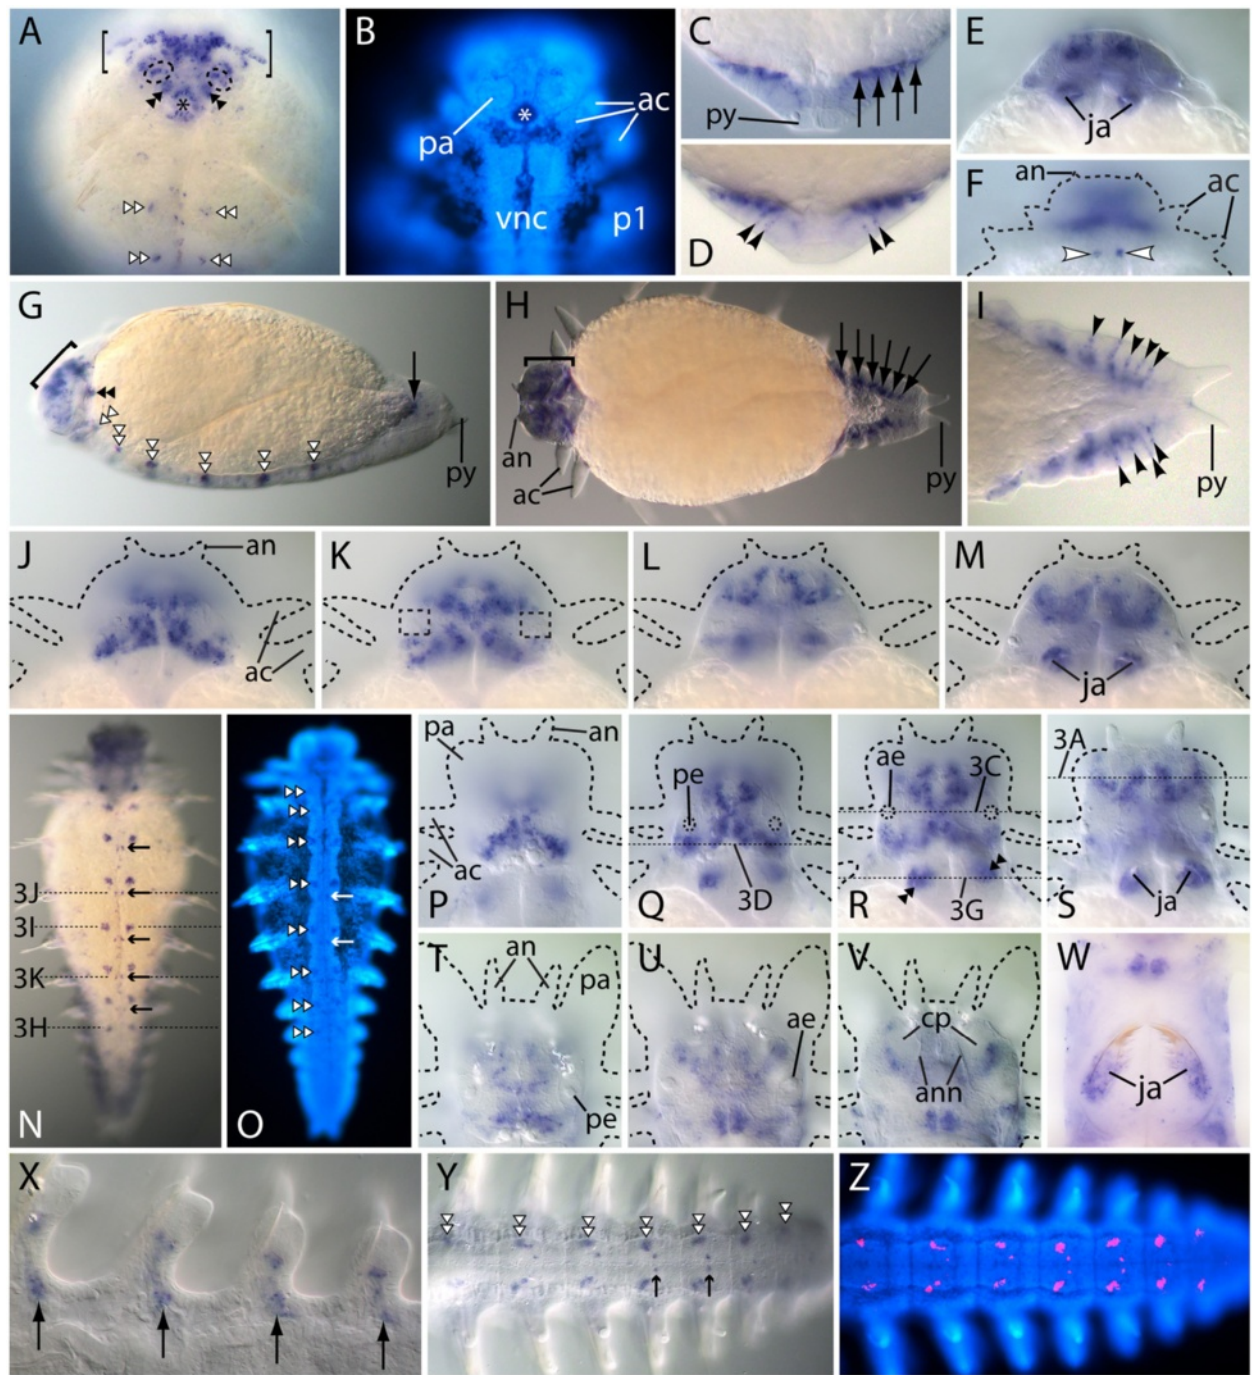 A
*
B
pa
*
ac
vnc
p1
C
py
D
E
ja
F
an
ac
G
py
H
an
ac
py
I
py
J
an
ac
K
L
M
ja
N
3J
3I
3K
3H
O
pa
an
ac
P
pe
Q
3D
ae
3C
R
3G
3A
S
ja
T
an
pa
pe
U
ae
V
cp
ann
W
ja
X
Y
Z